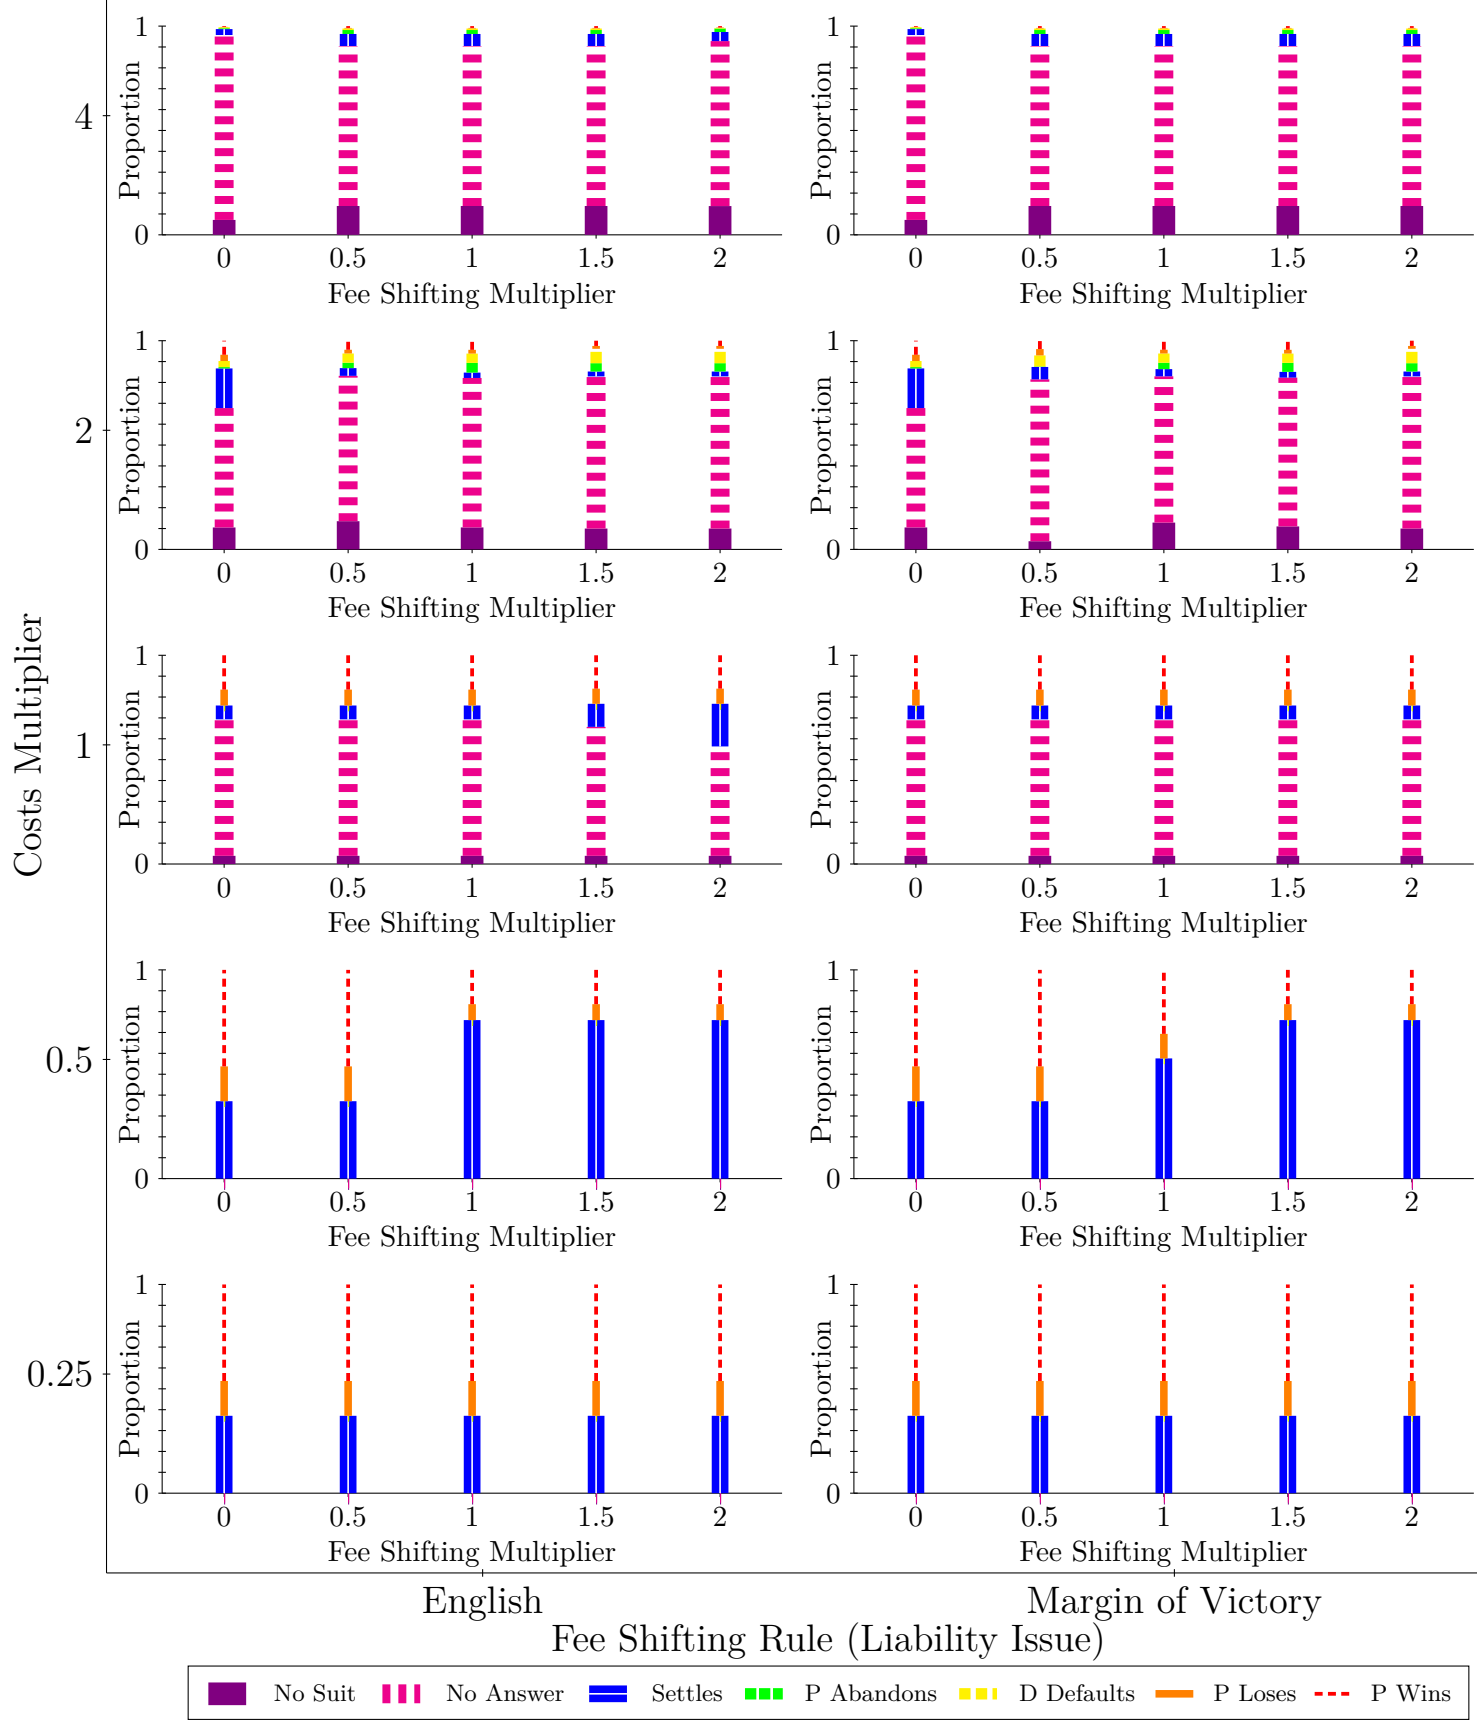 Costs Multiplier
4
Proportion
1
0
0 0.5 1 1.5 2
Fee Shifting Multiplier
Proportion
1
0
0 0.5 1 1.5 2
Fee Shifting Multiplier
2
Proportion
1
0
0 0.5 1 1.5 2
Fee Shifting Multiplier
Proportion
1
0
0 0.5 1 1.5 2
Fee Shifting Multiplier
1
Proportion
1
0
0 0.5 1 1.5 2
Fee Shifting Multiplier
Proportion
1
0
0 0.5 1 1.5 2
Fee Shifting Multiplier
0.5
Proportion
1
0
0 0.5 1 1.5 2
Fee Shifting Multiplier
Proportion
1
0
0 0.5 1 1.5 2
Fee Shifting Multiplier
0.25
Proportion
1
0
0 0.5 1 1.5 2
Fee Shifting Multiplier
Proportion
1
0
0 0.5 1 1.5 2
Fee Shifting Multiplier
English Margin of Victory
Fee Shifting Rule (Liability Issue)
No Suit No Answer Settles P Abandons D Defaults P Loses P Wins